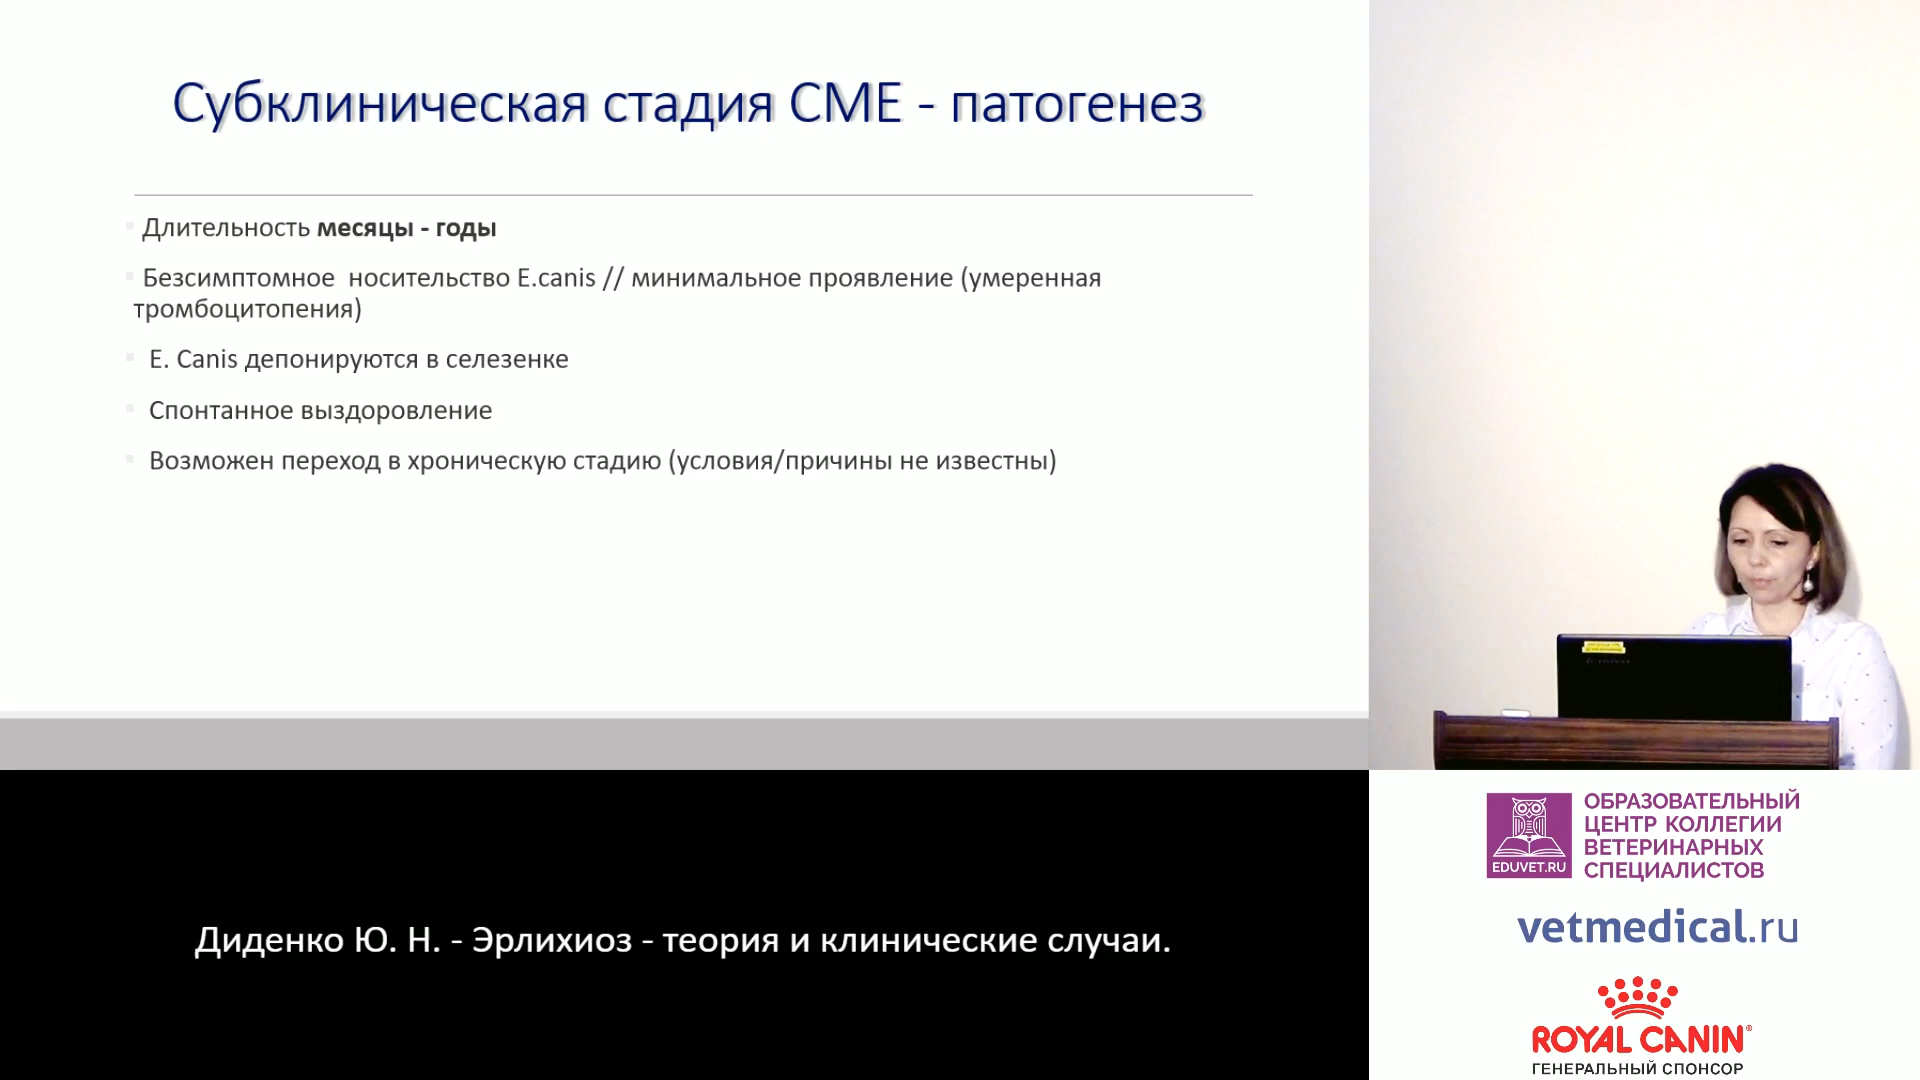 Субклиническая стадия CME - патогенез
Длительность месяцы - годы
Безсимптомное носительство E.canis // минимальное проявление (умеренная
тромбоцитопения)
E. Canis депонируются в селезенке
Спонтанное выздоровление
Возможен переход в хроническую стадию (условия/причины не известны)
Диденко Ю. Н. - Эрлихиоз - теория и клинические случаи.
ОБРАЗОВАТЕЛЬНЫЙ
ЦЕНТР КОЛЛЕГИИ
ВЕТЕРИНАРНЫХ
СПЕЦИАЛИСТОВ
EDUVET.RU
vetmedical.ru
ROYAL CANIN®
ГЕНЕРАЛЬНЫЙ СПОНСОР